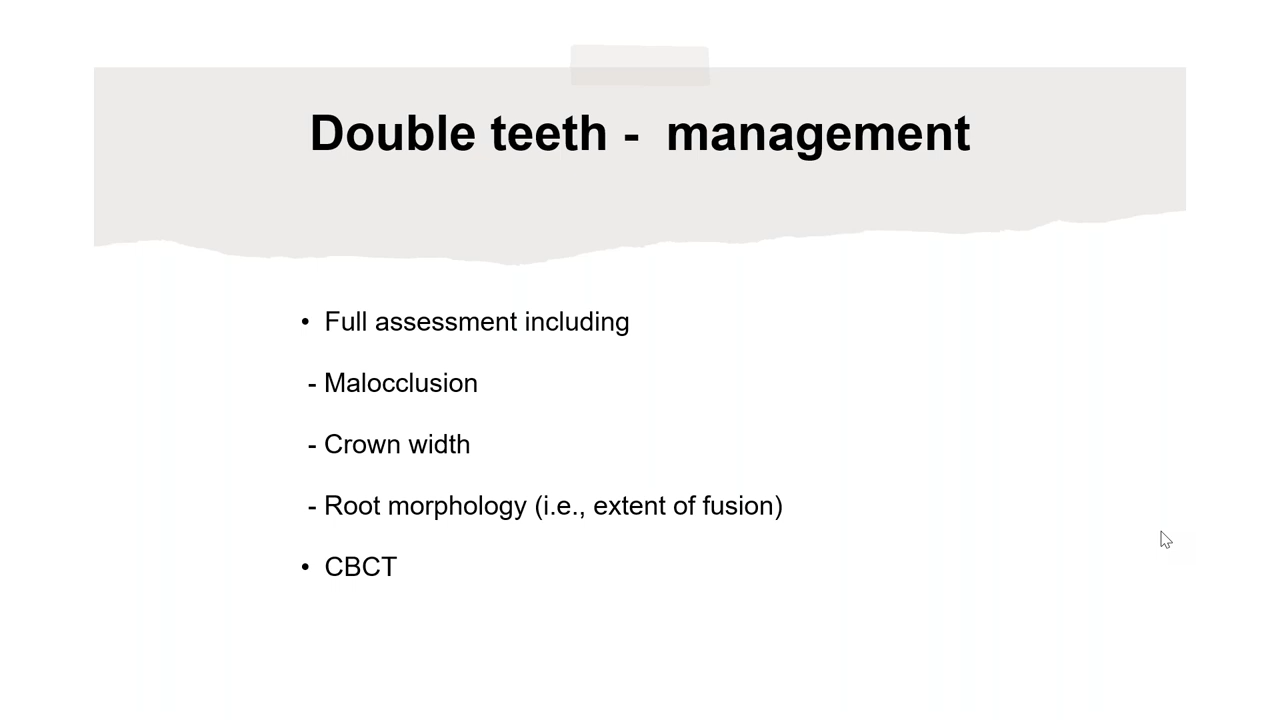 Double teeth -  management
• Full assessment including
- Malocclusion
- Crown width
- Root morphology (i.e., extent of fusion)
• CBCT